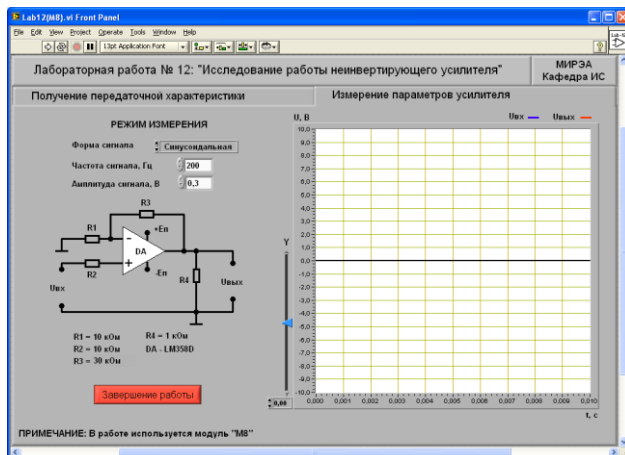 Lab12(M8).vi Front Panel
File Edit View Project Operate Tools Window Help
13pt Application Font
?
Лабораторная работа № 12: "Исследование работы неинвертирующего усилителя"
МИРЭА
Кафедра ИС
Получение передаточной характеристики
Измерение параметров усилителя
РЕЖИМ ИЗМЕРЕНИЯ
Форма сигнала Синусоидальная
Частота сигнала, Гц 200
Амплитуда сигнала, В 0,3
R3
R1
+Еп
DA
-Еп
R2
R4
Uвх
Uвых
R1 = 10 кОм R4 = 1 кОм
R2 = 10 кОм DA - LM358D
R3 = 30 кОм
Завершение работы
ПРИМЕЧАНИЕ: В работе используется модуль "М8"
Y
0,00
U, В Uвх Uвых
10,0
9,0
8,0
7,0
6,0
5,0
4,0
3,0
2,0
1,0
0,0
-1,0
-2,0
-3,0
-4,0
-5,0
-6,0
-7,0
-8,0
-9,0
-10,0
0,000 0,001 0,002 0,003 0,004 0,005 0,006 0,007 0,008 0,009 0,010
t, с